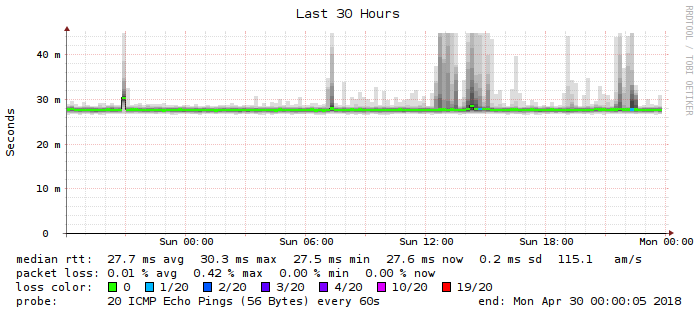 Last 30 Hours
RRDTOOL / TOBI OETIKER
Seconds
40 m
30 m
20 m
10 m
0
Sun 00:00 Sun 06:00 Sun 12:00 Sun 18:00 Mon 00:00
median rtt: 27.7 ms avg 30.3 ms max 27.5 ms min 27.6 ms now 0.2 ms sd 115.1 am/s
packet loss: 0.01 % avg 0.42 % max 0.00 % min 0.00 % now
loss color: 0 1/20 2/20 3/20 4/20 10/20 19/20
probe: 20 ICMP Echo Pings (56 Bytes) every 60s end: Mon Apr 30 00:00:05 2018